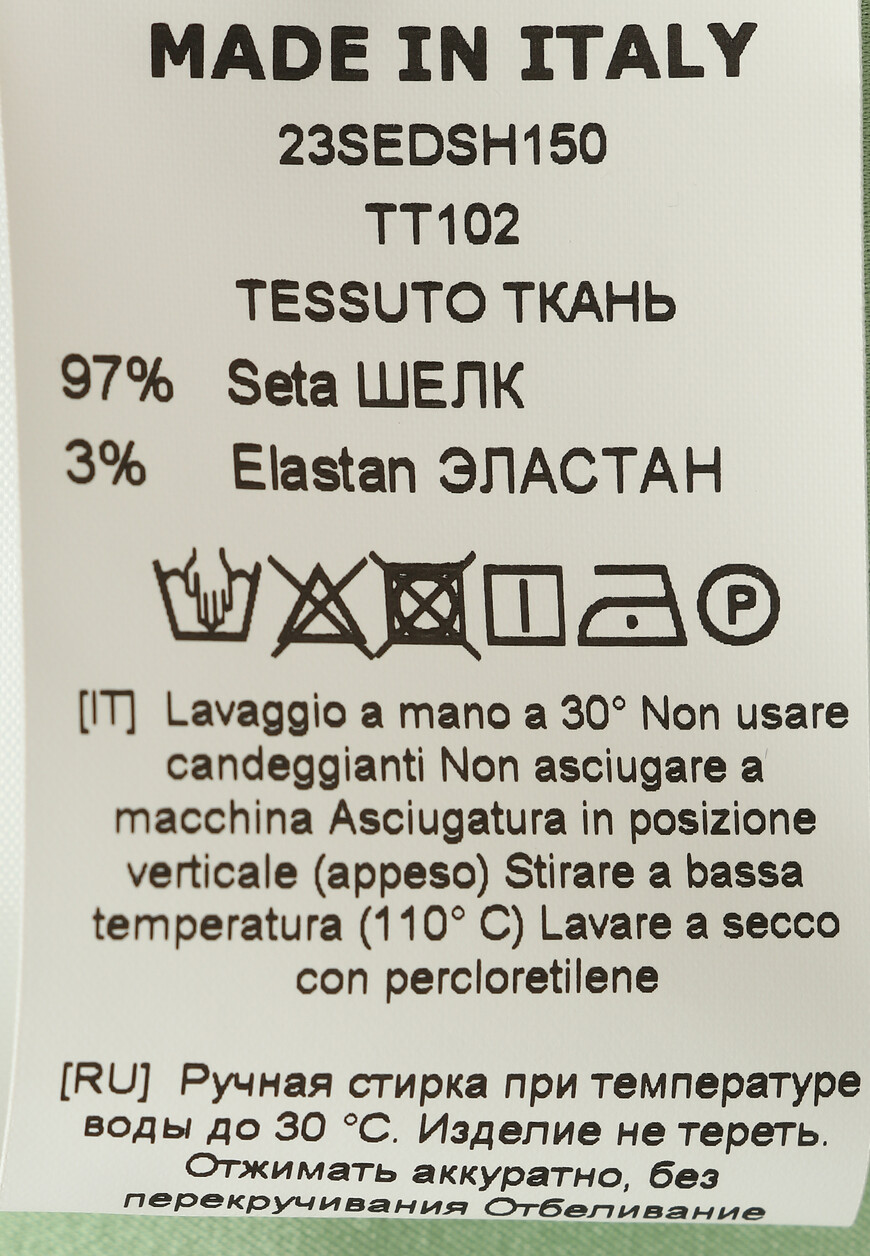 MADE IN ITALY
23SEDSH150
TT102
TESSUTO ТКАНЬ
97% Seta ШЕЛК
3% Elastan ЭЛАСТАН
P
[IT] Lavaggio a mano a 30° Non usare
candeggianti Non asciugare a
macchina Asciugatura in posizione
verticale (appeso) Stirare a bassa
temperatura (110° C) Lavare a secco
con percloretilene
[RU] Ручная стирка при температуре
воды до 30 °С. Изделие не тереть.
Отжимать аккуратно, без
перекручивания Отбеливание